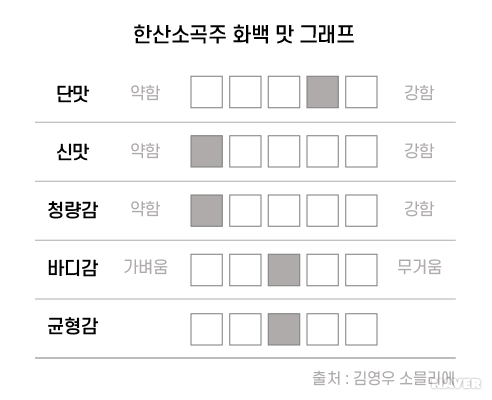 한산소곡주 화백 맛 그래프
단맛 약함 강함
신맛 약함 강함
청량감 약함 강함
바디감 가벼움 무거움
균형감
출처 : 김영우 소믈리에
NAVER